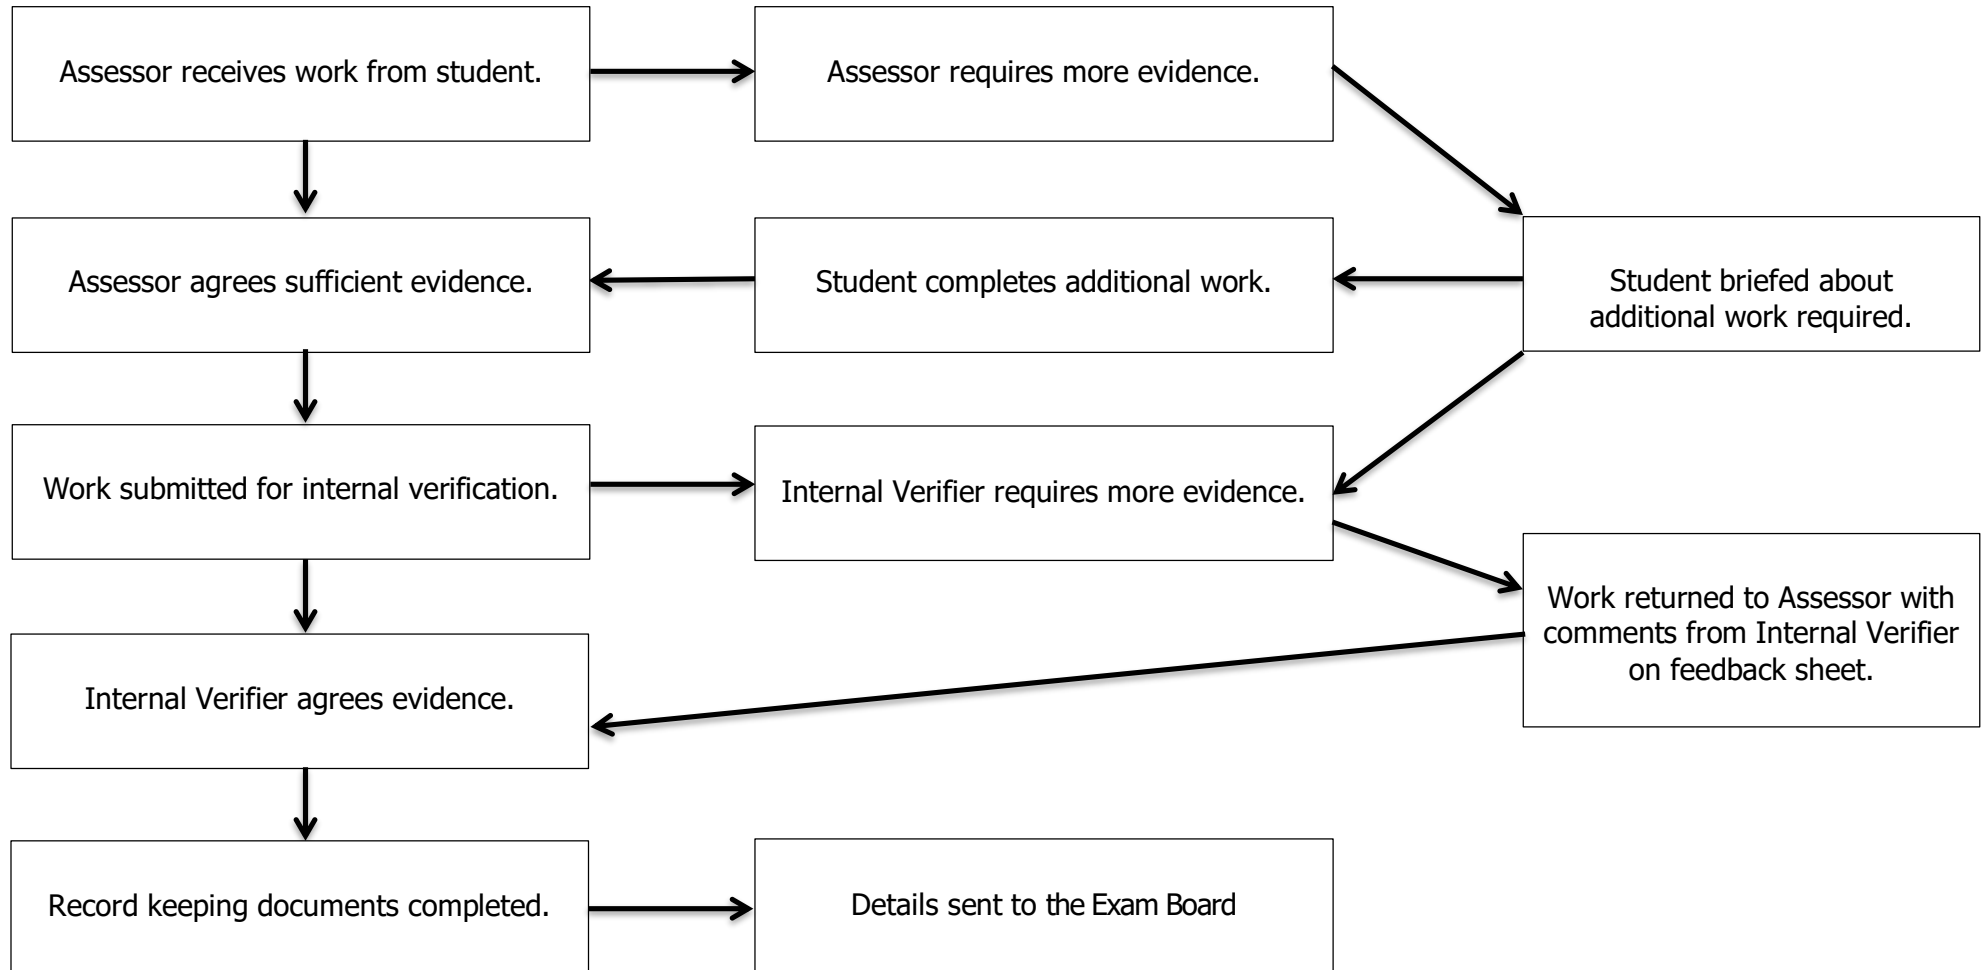 Assessor receives work from student.
Assessor requires more evidence.
Assessor agrees sufficient evidence.
Student completes additional work.
Student briefed about
additional work required.
Work submitted for internal verification.
Internal Verifier requires more evidence.
Work returned to Assessor with
comments from Internal Verifier
on feedback sheet.
Internal Verifier agrees evidence.
Record keeping documents completed.
Details sent to the Exam Board